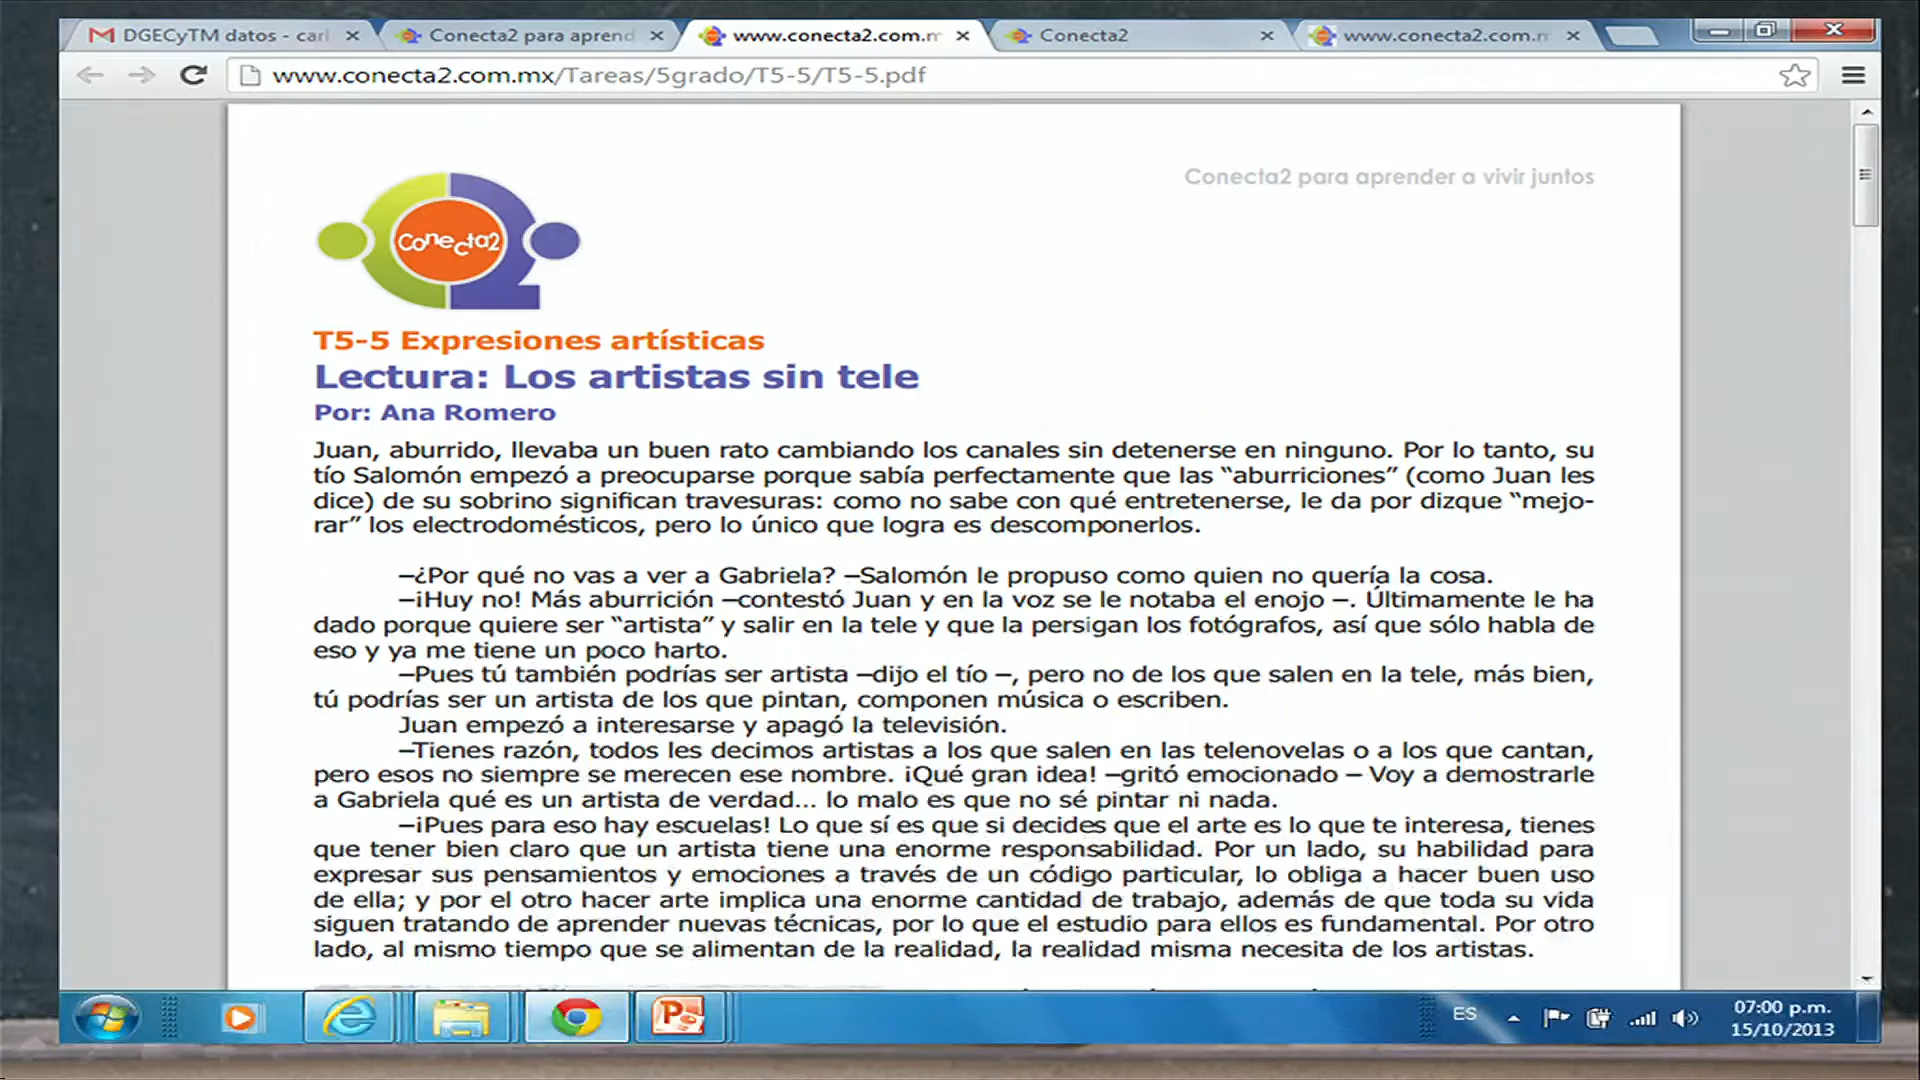 DGECyTM datos - carl
Conecta2 para aprend
www.conecta2.com.m
Conecta2
www.conecta2.com.m
www.conecta2.com.mx/Tareas/5grado/T5-5/T5-5.pdf
Conecta2 para aprender a vivir juntos
Conecta2
T5-5 Expresiones artísticas
Lectura: Los artistas sin tele
Por: Ana Romero
Juan, aburrido, llevaba un buen rato cambiando los canales sin detenerse en ninguno. Por lo tanto, su
tío Salomón empezó a preocuparse porque sabía perfectamente que las “aburriciones” (como Juan les
dice) de su sobrino significan travesuras: como no sabe con qué entretenerse, le da por dizque “mejo-
rar” los electrodomésticos, pero lo único que logra es descomponerlos.
—¿Por qué no vas a ver a Gabriela? —Salomón le propuso como quien no quería la cosa.
—¡Huy no! Más aburrición —contestó Juan y en la voz se le notaba el enojo —. Últimamente le ha
dado porque quiere ser “artista” y salir en la tele y que la persigan los fotógrafos, así que sólo habla de
eso y ya me tiene un poco harto.
—Pues tú también podrías ser artista —dijo el tío —, pero no de los que salen en la tele, más bien,
tú podrías ser un artista de los que pintan, componen música o escriben.
Juan empezó a interesarse y apagó la televisión.
—Tienes razón, todos les decimos artistas a los que salen en las telenovelas o a los que cantan,
pero esos no siempre se merecen ese nombre. ¡Qué gran idea! —gritó emocionado — Voy a demostrarle
a Gabriela qué es un artista de verdad... lo malo es que no sé pintar ni nada.
—¡Pues para eso hay escuelas! Lo que sí es que si decides que el arte es lo que te interesa, tienes
que tener bien claro que un artista tiene una enorme responsabilidad. Por un lado, su habilidad para
expresar sus pensamientos y emociones a través de un código particular, lo obliga a hacer buen uso
de ella; y por el otro hacer arte implica una enorme cantidad de trabajo, además de que toda su vida
siguen tratando de aprender nuevas técnicas, por lo que el estudio para ellos es fundamental. Por otro
lado, al mismo tiempo que se alimentan de la realidad, la realidad misma necesita de los artistas.
ES
07:00 p.m.
15/10/2013